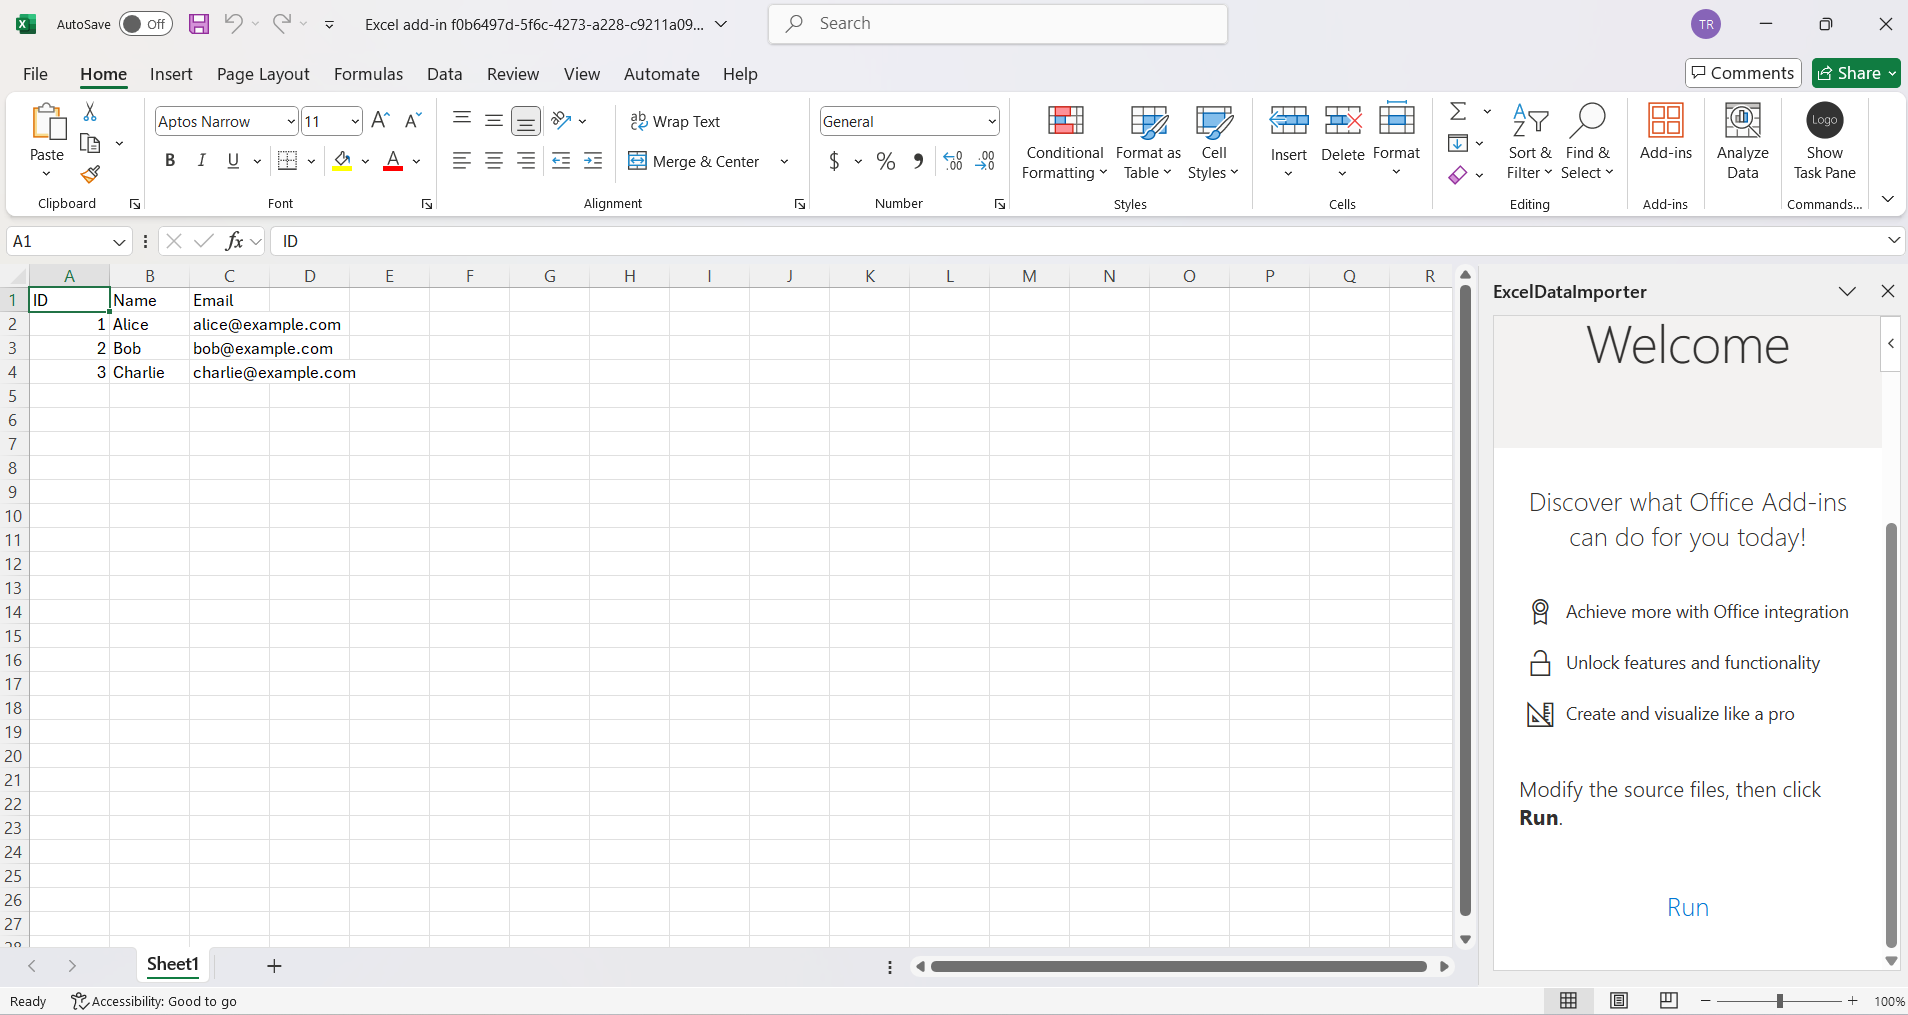 AutoSave Off Excel add-in f0b6497d-5f6c-4273-a228-c9211a09... Search TR
File Home Insert Page Layout Formulas Data Review View Automate Help Comments Share
Paste
Clipboard
Aptos Narrow 11 A A
B I U A
Font
ab Wrap Text
Merge & Center
Alignment
General
$ % , .00 .00
Number
Conditional Formatting
Format as Table
Cell Styles
Styles
Insert Delete Format
Cells
Sort & Filter
Find & Select
Editing
Add-ins
Add-ins
Analyze Data
Logo
Show Task Pane
Commands...
A1 fx ID
A B C D E F G H I J K L M N O P Q R
1 ID Name Email
2 1 Alice alice@example.com
3 2 Bob bob@example.com
4 3 Charlie charlie@example.com
5
6
7
8
9
10
11
12
13
14
15
16
17
18
19
20
21
22
23
24
25
26
27
28
ExcelDataImporter
Welcome
Discover what Office Add-ins
can do for you today!
Achieve more with Office integration
Unlock features and functionality
Create and visualize like a pro
Modify the source files, then click
Run.
Run
Sheet1
Ready Accessibility: Good to go 100%